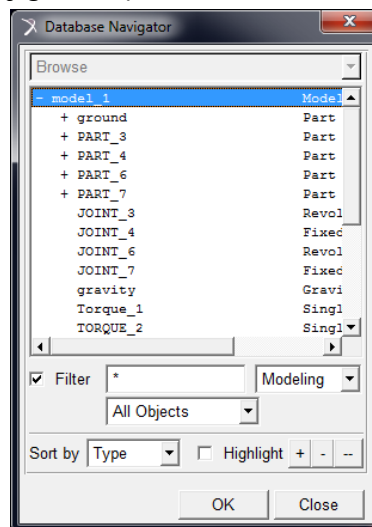 Database Navigator
Browse
- model_1 Model
+ ground Part
+ PART_3 Part
+ PART_4 Part
+ PART_6 Part
+ PART_7 Part
JOINT_3 Revol
JOINT_4 Fixed
JOINT_6 Revol
JOINT_7 Fixed
gravity Gravi
Torque_1 Singl
TORQUE_2 Singl
Filter * Modeling
All Objects
Sort by Type Highlight + - --
OK Close